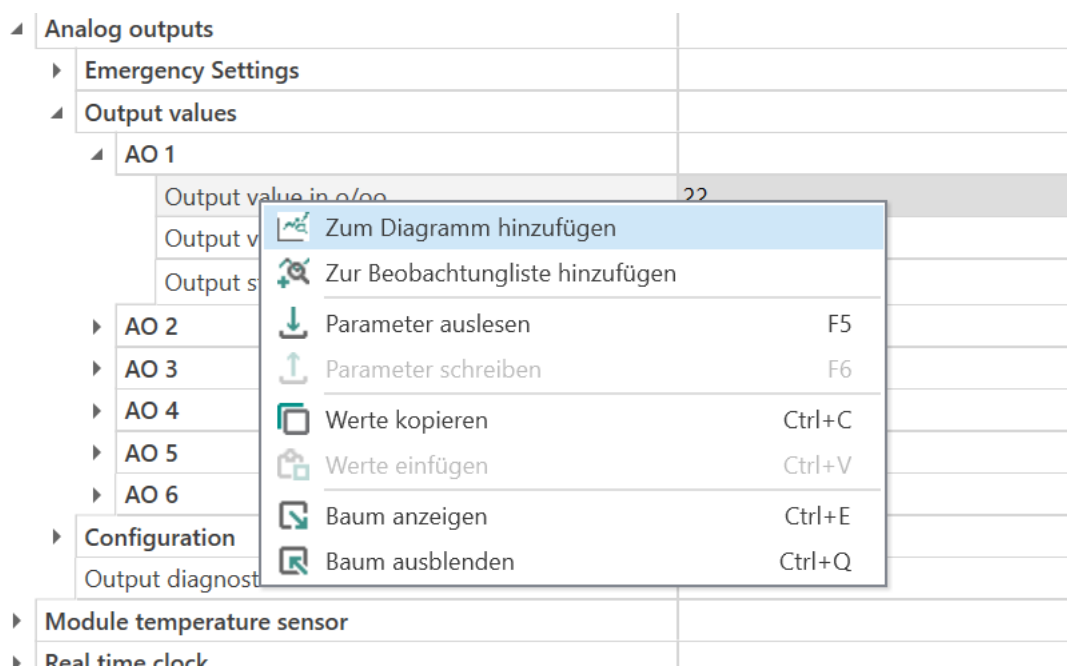 Analog outputs
Emergency Settings
Output values
AO 1
Output value in o/oo 22
Zum Diagramm hinzufügen
Output v
Zur Beobachtungliste hinzufügen
Output s
AO 2
Parameter auslesen F5
AO 3
Parameter schreiben F6
AO 4
Werte kopieren Ctrl+C
AO 5
Werte einfügen Ctrl+V
AO 6
Baum anzeigen Ctrl+E
Configuration
Baum ausblenden Ctrl+Q
Output diagnost
Module temperature sensor
Real time clock